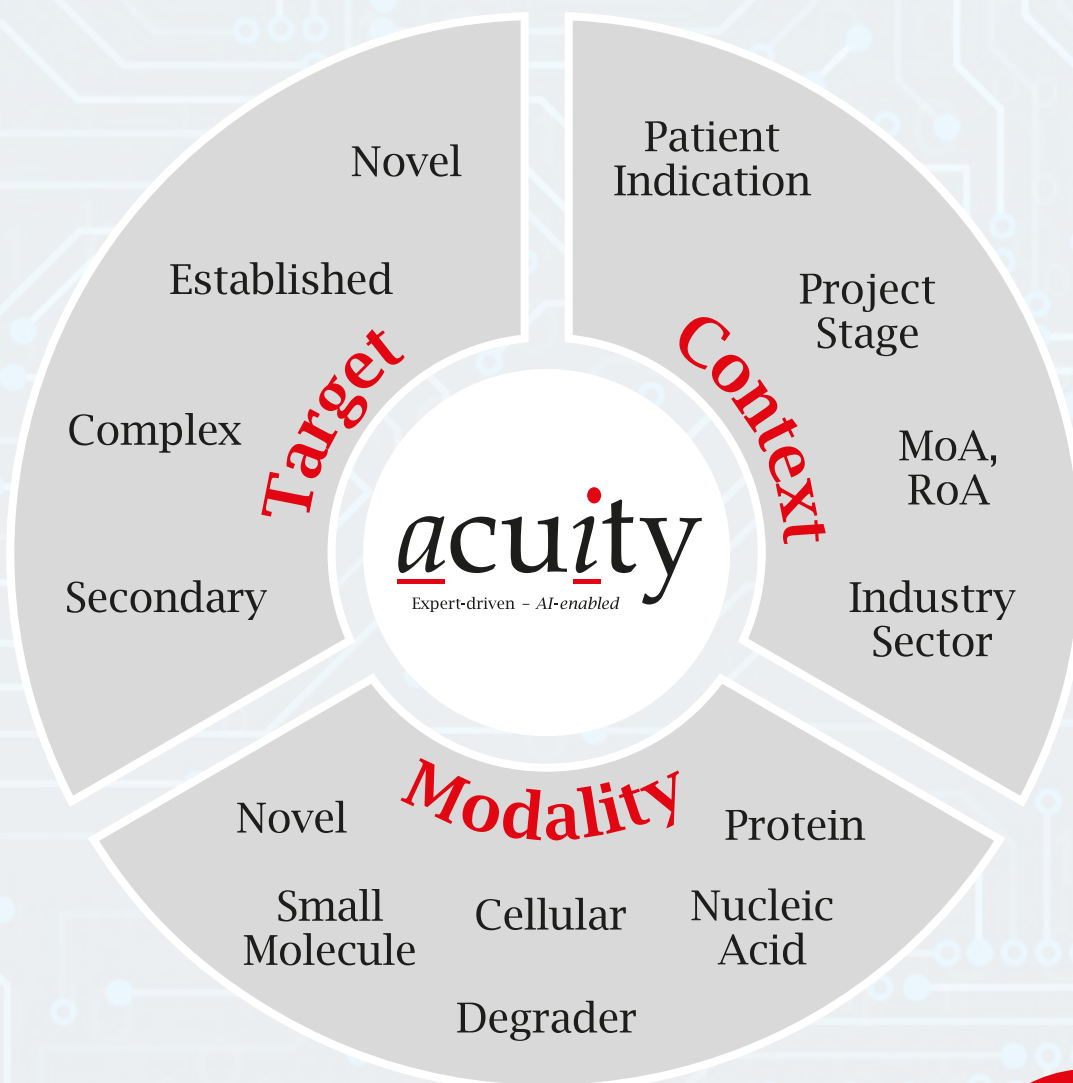 Novel
Established
Target
Complex
Secondary
Patient
Indication
Project
Stage
Context
MoA,
RoA
Industry
Sector
acuity
Expert-driven – AI-enabled
Modality
Novel
Protein
Small
Molecule
Cellular
Nucleic
Acid
Degrader